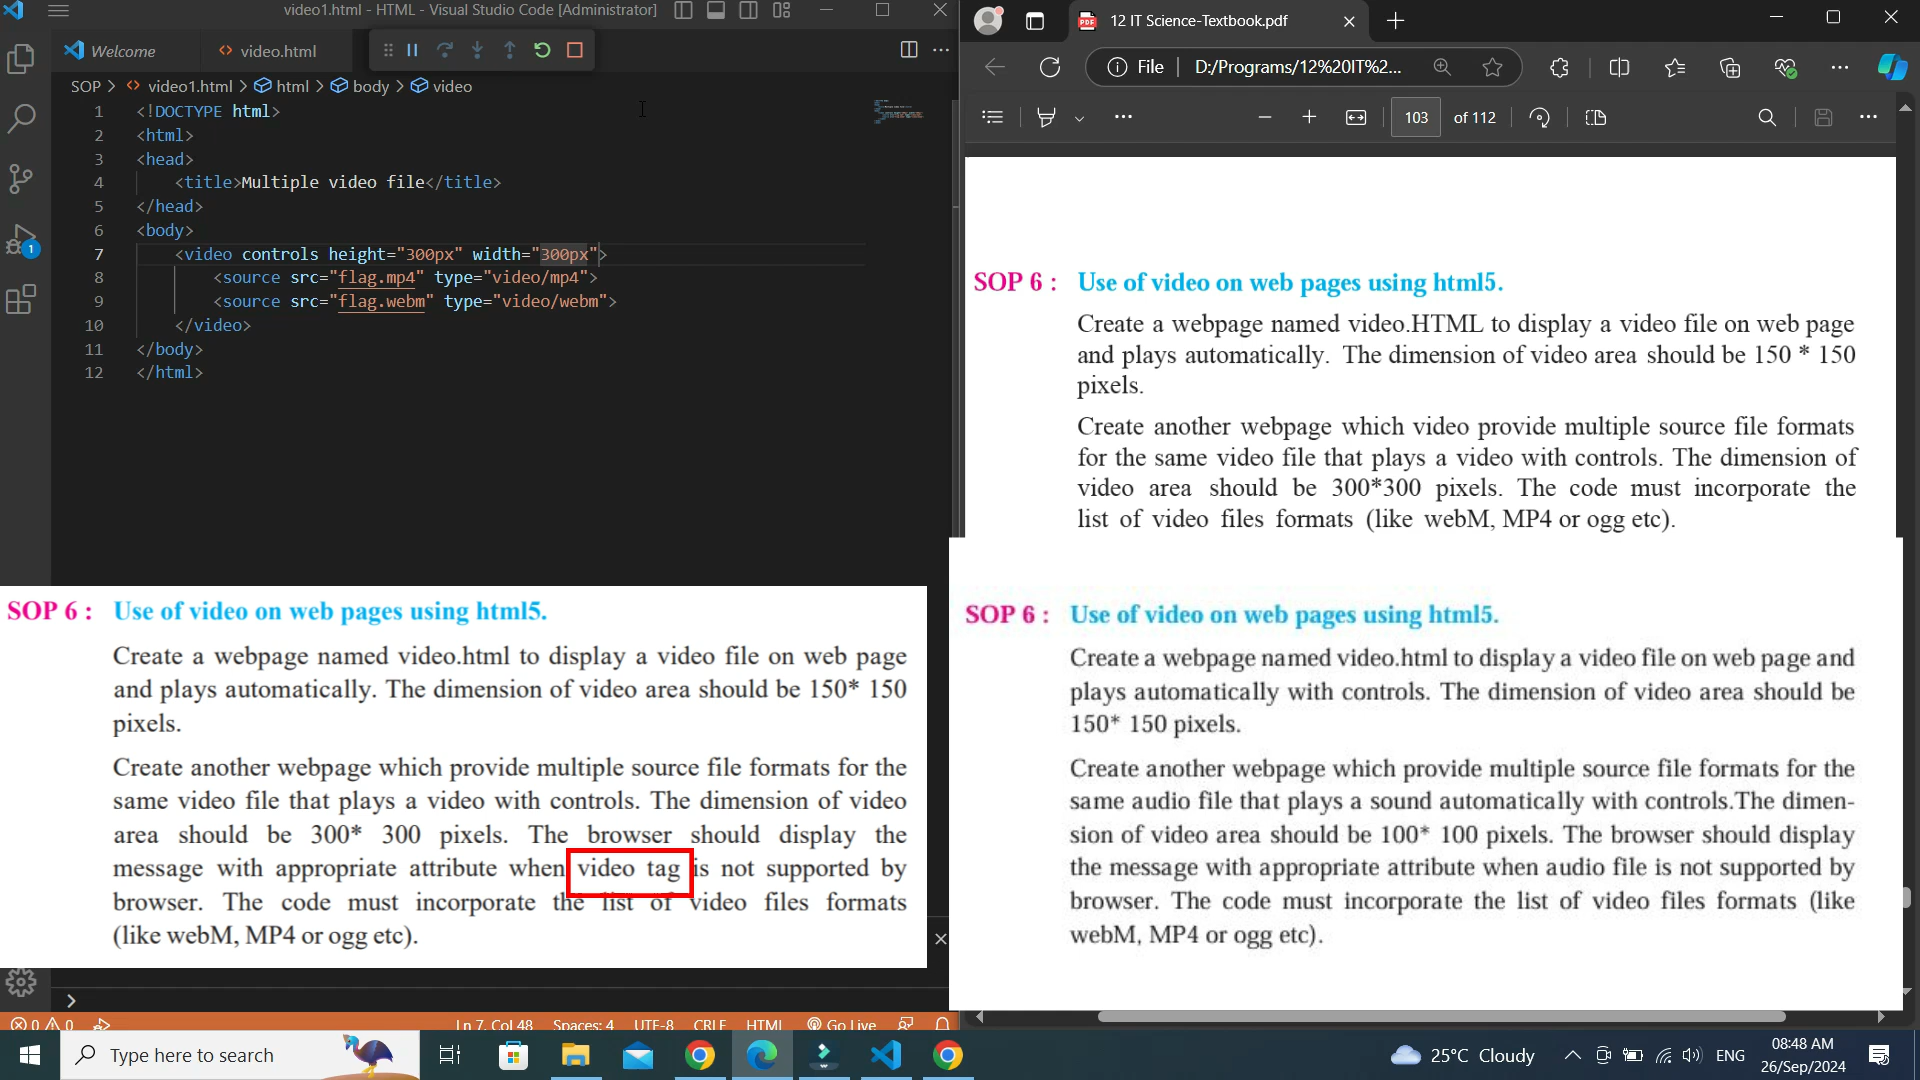 video1.html - HTML - Visual Studio Code [Administrator]
Welcome
video.html
SOP > video1.html > html > body > video
1 <!DOCTYPE html>
2 <html>
3 <head>
4 <title>Multiple video file</title>
5 </head>
6 <body>
7 <video controls height="300px" width="300px">
8 <source src="flag.mp4" type="video/mp4">
9 <source src="flag.webm" type="video/webm">
10 </video>
11 </body>
12 </html>
1
12 IT Science-Textbook.pdf
File | D:/Programs/12%20IT%2...
103 of 112
SOP 6 : Use of video on web pages using html5.
Create a webpage named video.HTML to display a video file on web page
and plays automatically. The dimension of video area should be 150 * 150
pixels.
Create another webpage which video provide multiple source file formats
for the same video file that plays a video with controls. The dimension of
video area should be 300*300 pixels. The code must incorporate the
list of video files formats (like webM, MP4 or ogg etc).
SOP 6 : Use of video on web pages using html5.
Create a webpage named video.html to display a video file on web page
and plays automatically. The dimension of video area should be 150* 150
pixels.
Create another webpage which provide multiple source file formats for the
same video file that plays a video with controls. The dimension of video
area should be 300* 300 pixels. The browser should display the
message with appropriate attribute when video tag is not supported by
browser. The code must incorporate the list of video files formats
(like webM, MP4 or ogg etc).
SOP 6 : Use of video on web pages using html5.
Create a webpage named video.html to display a video file on web page and
plays automatically with controls. The dimension of video area should be
150* 150 pixels.
Create another webpage which provide multiple source file formats for the
same audio file that plays a sound automatically with controls.The dimen-
sion of video area should be 100* 100 pixels. The browser should display
the message with appropriate attribute when audio file is not supported by
browser. The code must incorporate the list of video files formats (like
webM, MP4 or ogg etc).
0 0
Ln 7, Col 48 Spaces: 4 UTF-8 CRLF HTML Go Live
Type here to search
25°C Cloudy
ENG
08:48 AM
26/Sep/2024